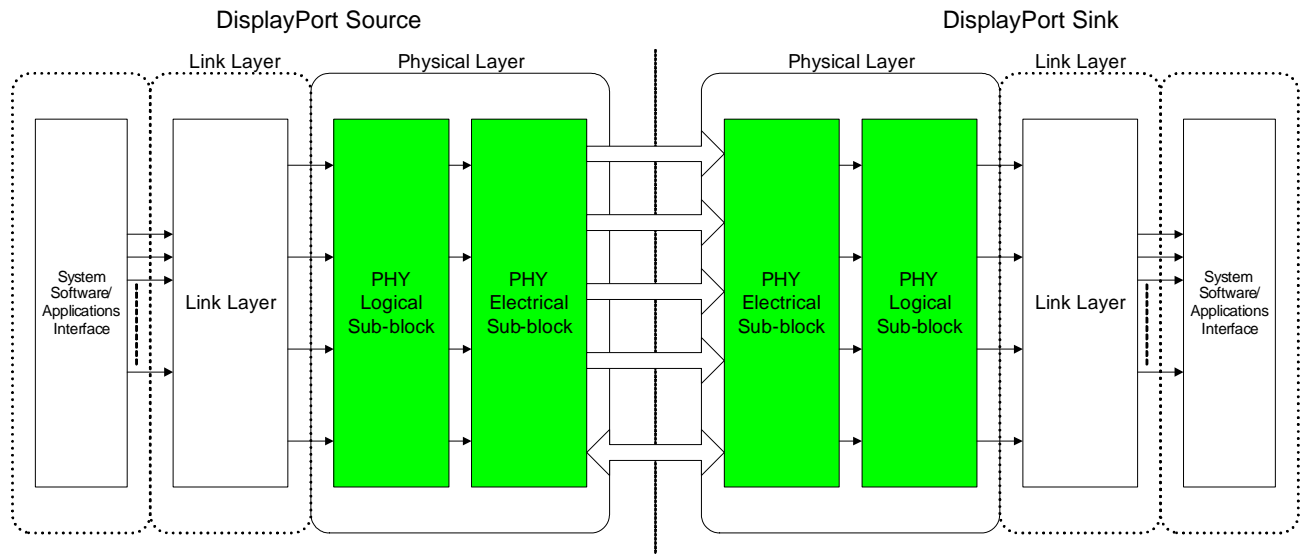 DisplayPort Source
DisplayPort Sink
Link Layer
Physical Layer
Physical Layer
Link Layer
System
Software/
Applications
Interface
Link Layer
PHY
Logical
Sub-block
PHY
Electrical
Sub-block
PHY
Electrical
Sub-block
PHY
Logical
Sub-block
Link Layer
System
Software/
Applications
Interface